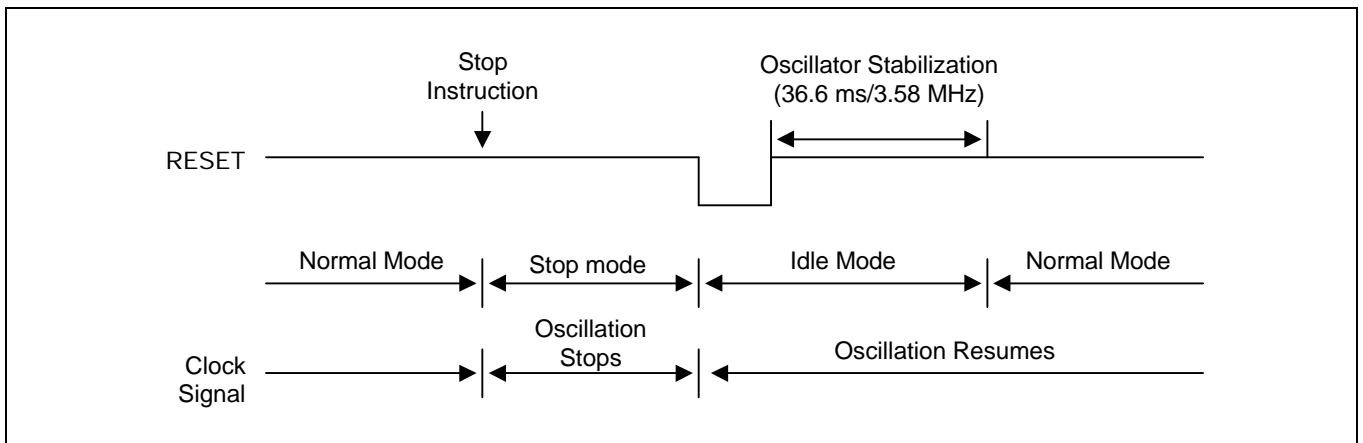 Stop
Instruction
Oscillator Stabilization
(36.6 ms/3.58 MHz)
RESET
Normal Mode
Stop mode
Idle Mode
Normal Mode
Oscillation
Stops
Oscillation Resumes
Clock
Signal